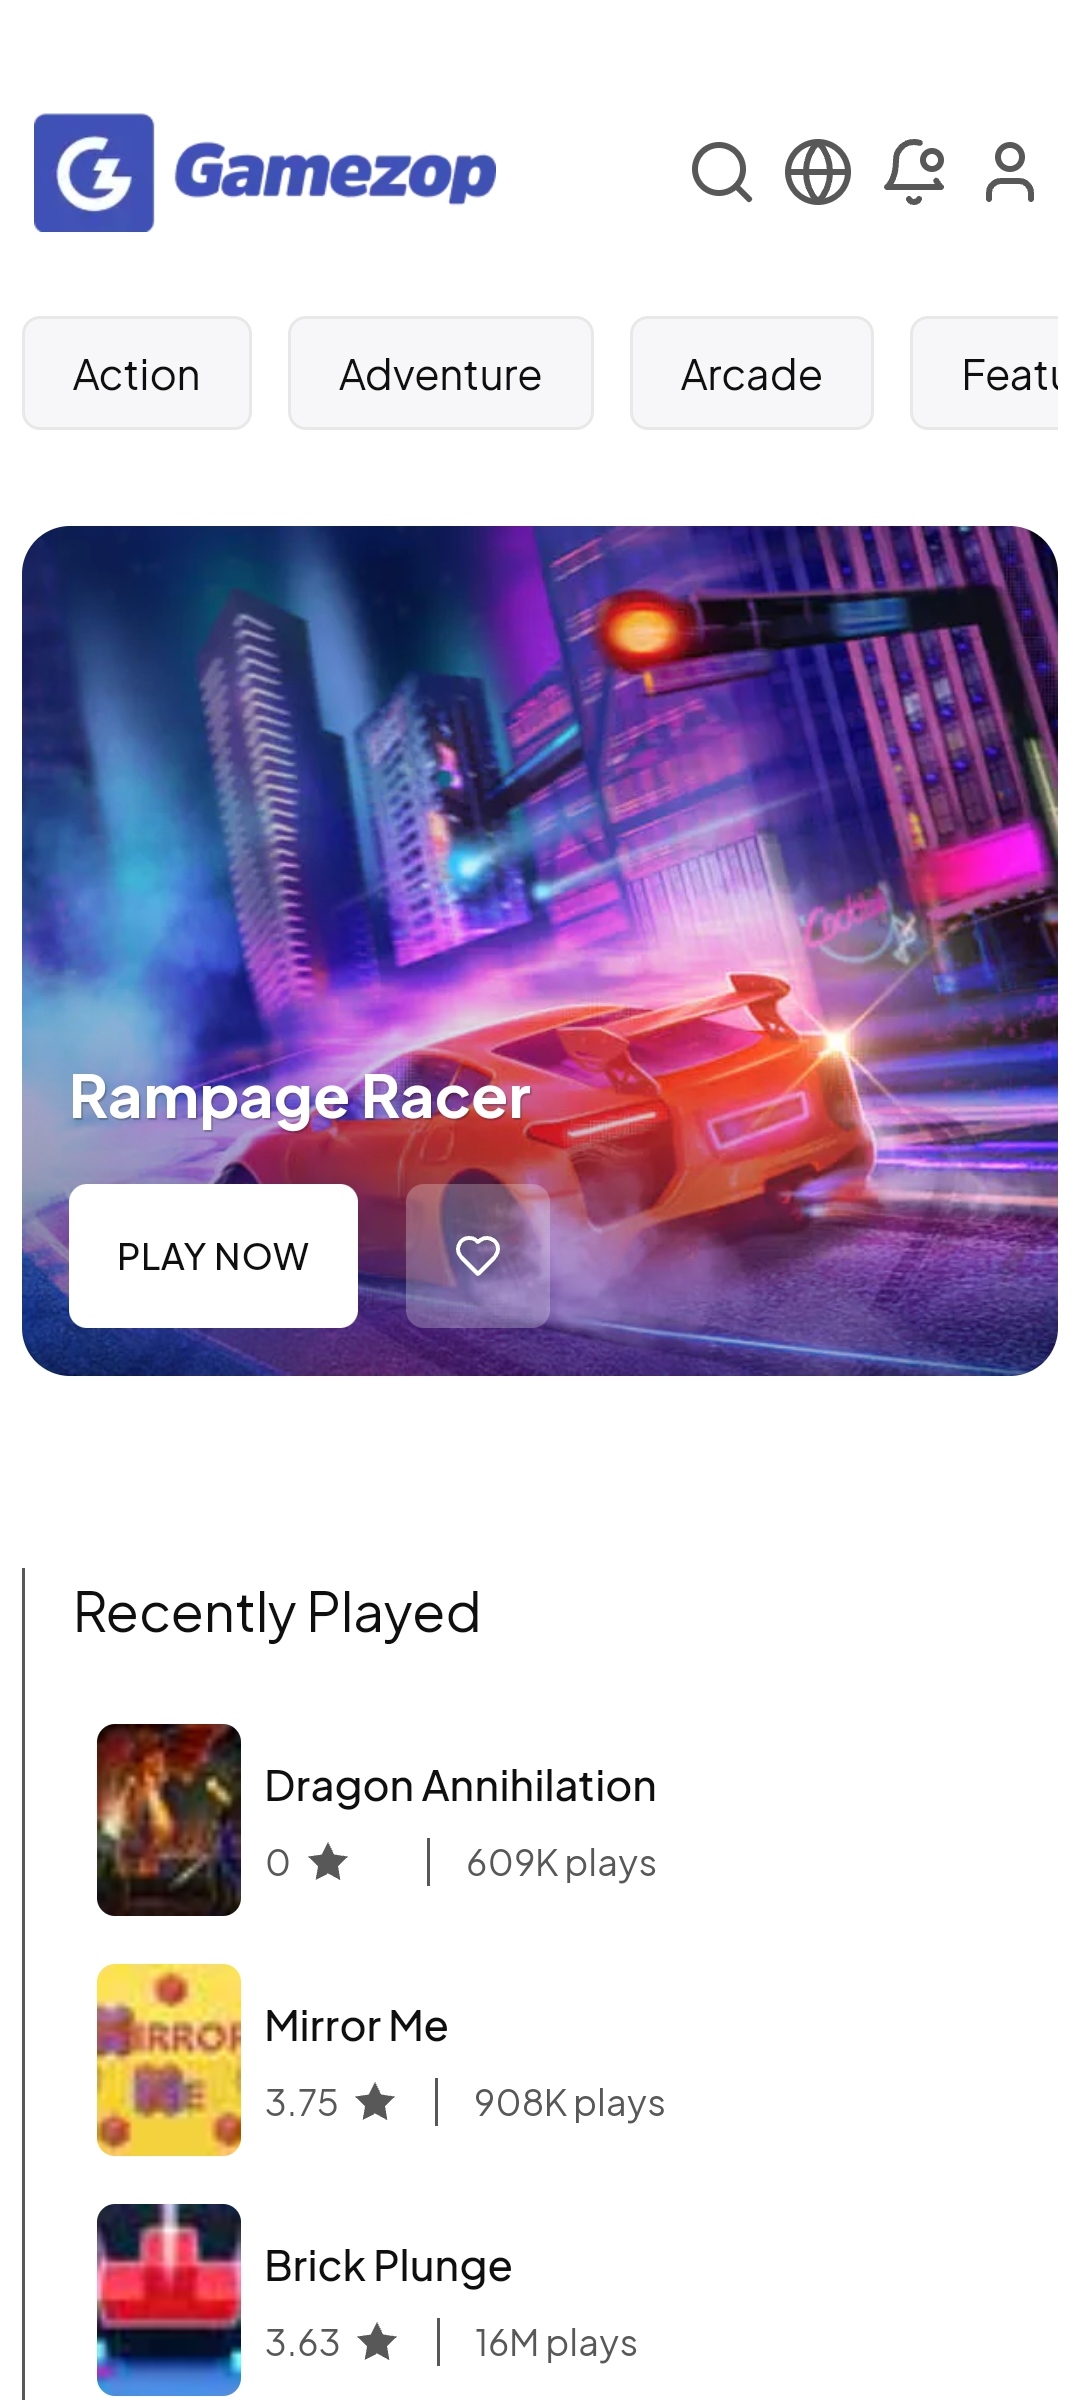 Gamezop
Action
Adventure
Arcade
Featu
Rampage Racer
PLAY NOW
Recently Played
Dragon Annihilation
0 ★ | 609K plays
Mirror Me
3.75 ★ | 908K plays
Brick Plunge
3.63 ★ | 16M plays